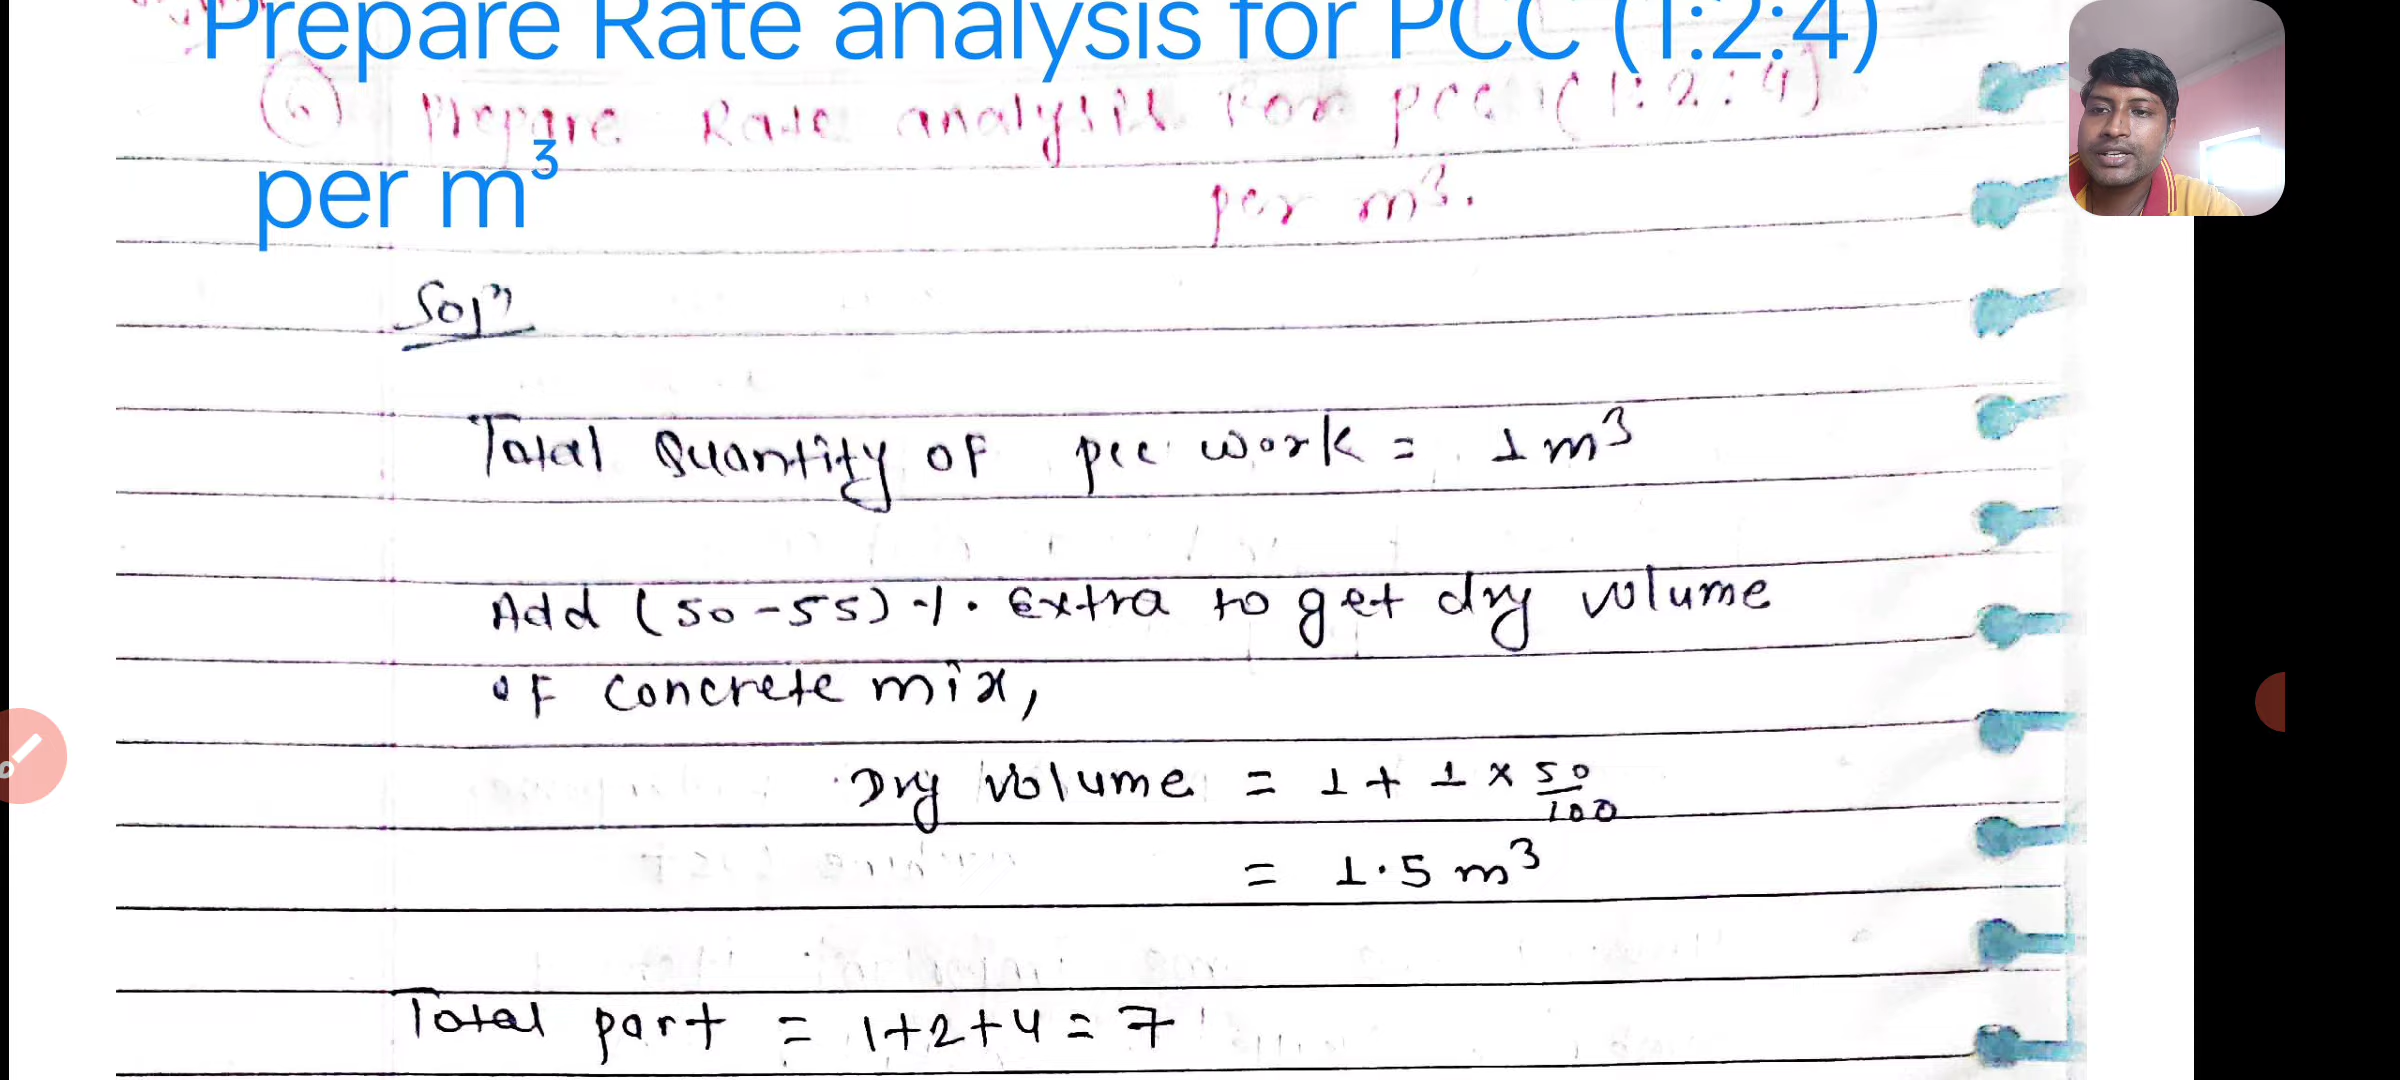 Prepare Rate analysis for PCC (1:2:4)
6 Prepare Rate analysis For pcc (1:2:4)
per m³
per m³.
Solⁿ
Total Quantity OF pcc work = 1 m³
Add (50-55) % Extra to get dry volume
OF concrete mix,
Dry volume = 1 + 1 × 50/100
= 1.5 m³
Total part = 1+2+4 = 7